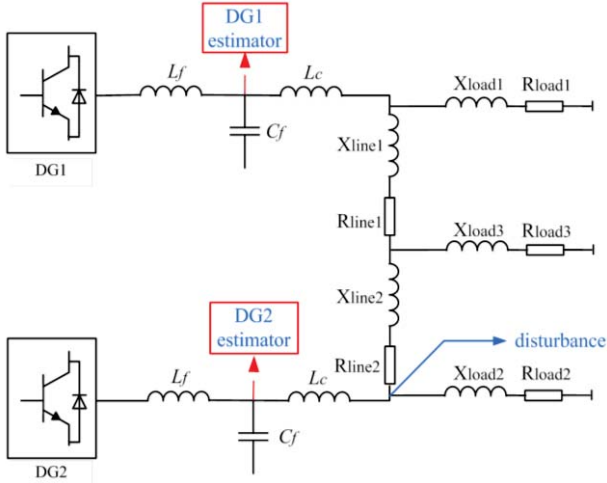 DG1
estimator
Lf
Lc
Xload1
Rload1
Cf
Xline1
DG1
Rline1
Xload3
Rload3
Xline2
DG2
estimator
disturbance
Rline2
Lf
Lc
Xload2
Rload2
Cf
DG2